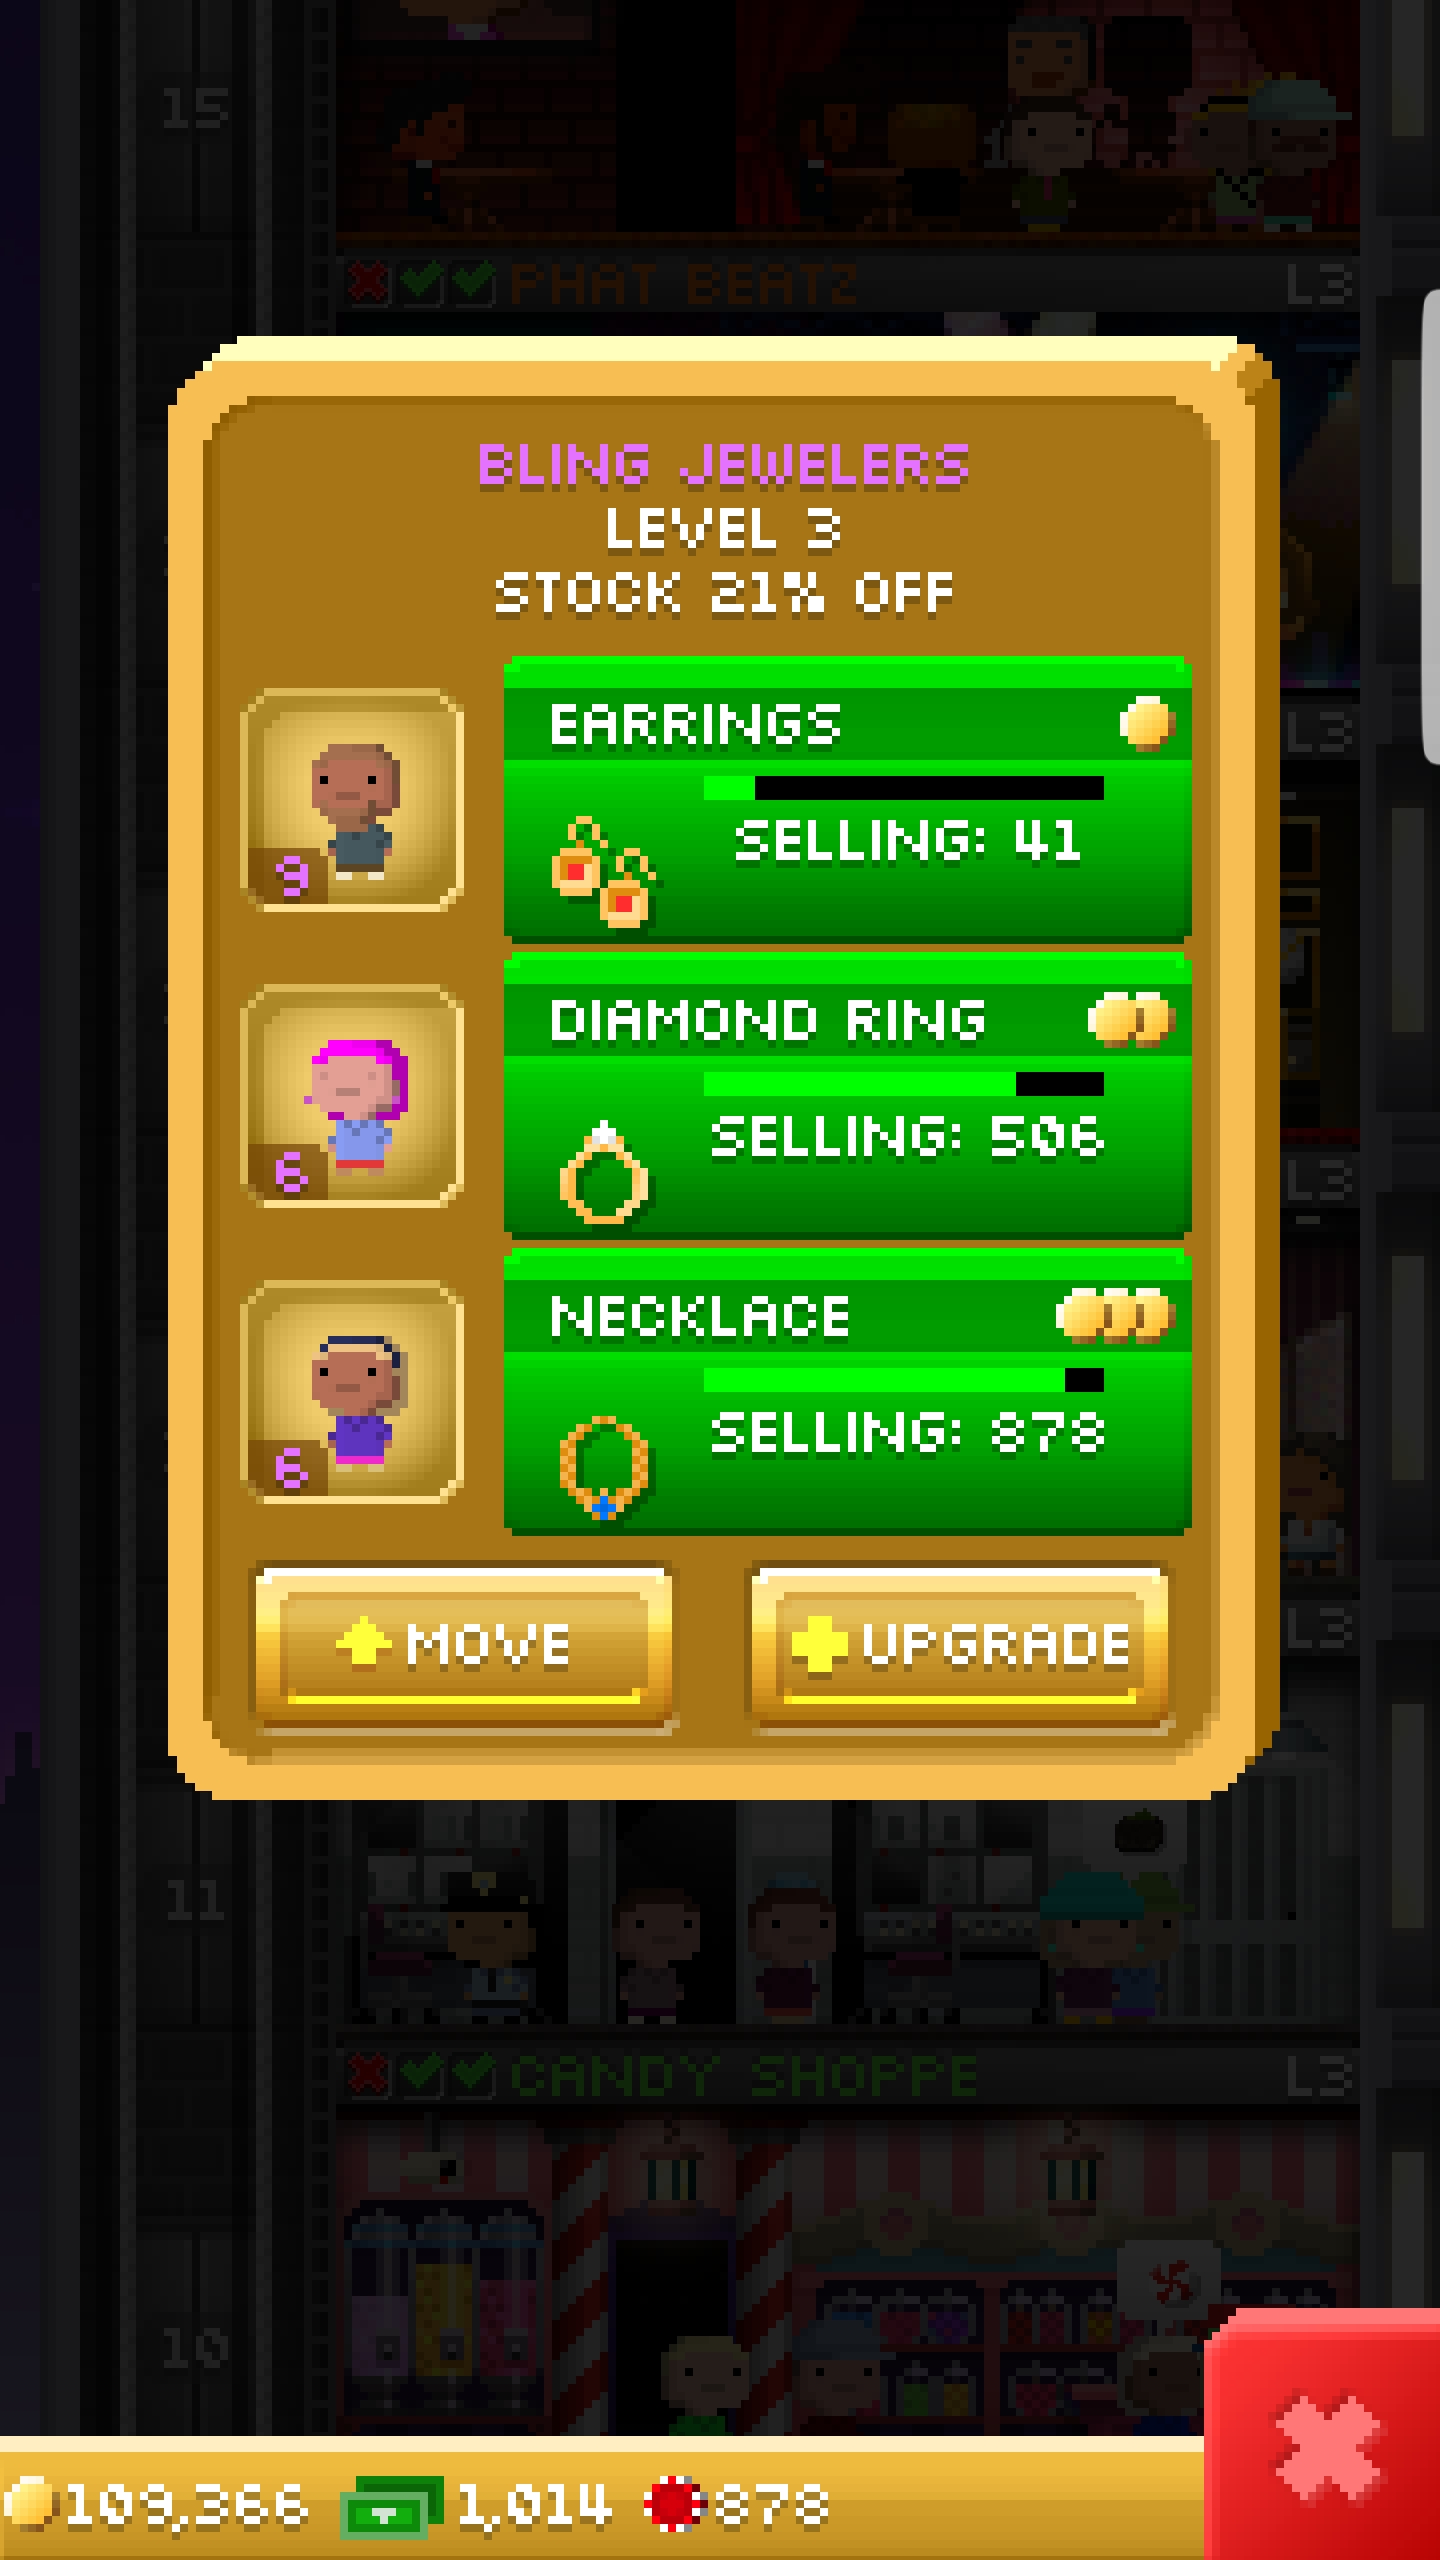 15
PHAT BEATZ L3
BLING JEWELERS
LEVEL 3
STOCK 21% OFF
EARRINGS
SELLING: 41
9
L3
DIAMOND RING
SELLING: 506
6
L3
NECKLACE
SELLING: 878
6
MOVE
UPGRADE
L3
11
CANDY SHOPPE L3
10
109,366 1,014 878